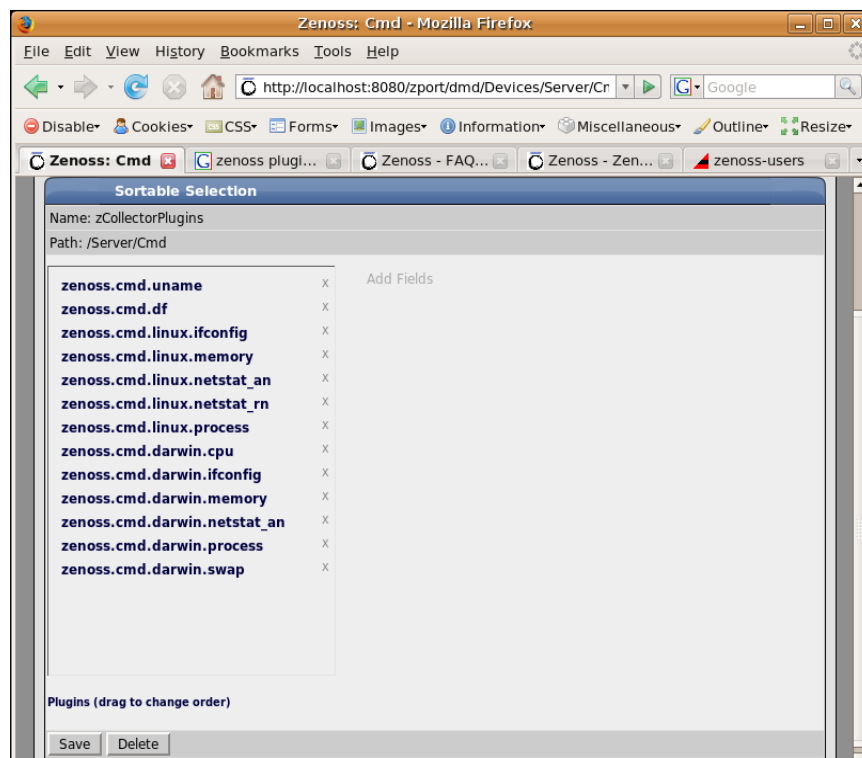 Zenoss: Cmd - Mozilla Firefox
File Edit View History Bookmarks Tools Help
http://localhost:8080/zport/dmd/Devices/Server/Cr G Google
Disable Cookies CSS Forms Images Information Miscellaneous Outline Resize
Zenoss: Cmd G zenoss plugi... Zenoss - FAQ... Zenoss - Zen... zenoss-users
Sortable Selection
Name: zCollectorPlugins
Path: /Server/Cmd
Add Fields
zenoss.cmd.uname x
zenoss.cmd.df x
zenoss.cmd.linux.ifconfig x
zenoss.cmd.linux.memory x
zenoss.cmd.linux.netstat_an x
zenoss.cmd.linux.netstat_rn x
zenoss.cmd.linux.process x
zenoss.cmd.darwin.cpu x
zenoss.cmd.darwin.ifconfig x
zenoss.cmd.darwin.memory x
zenoss.cmd.darwin.netstat_an x
zenoss.cmd.darwin.process x
zenoss.cmd.darwin.swap x
Plugins (drag to change order)
Save Delete